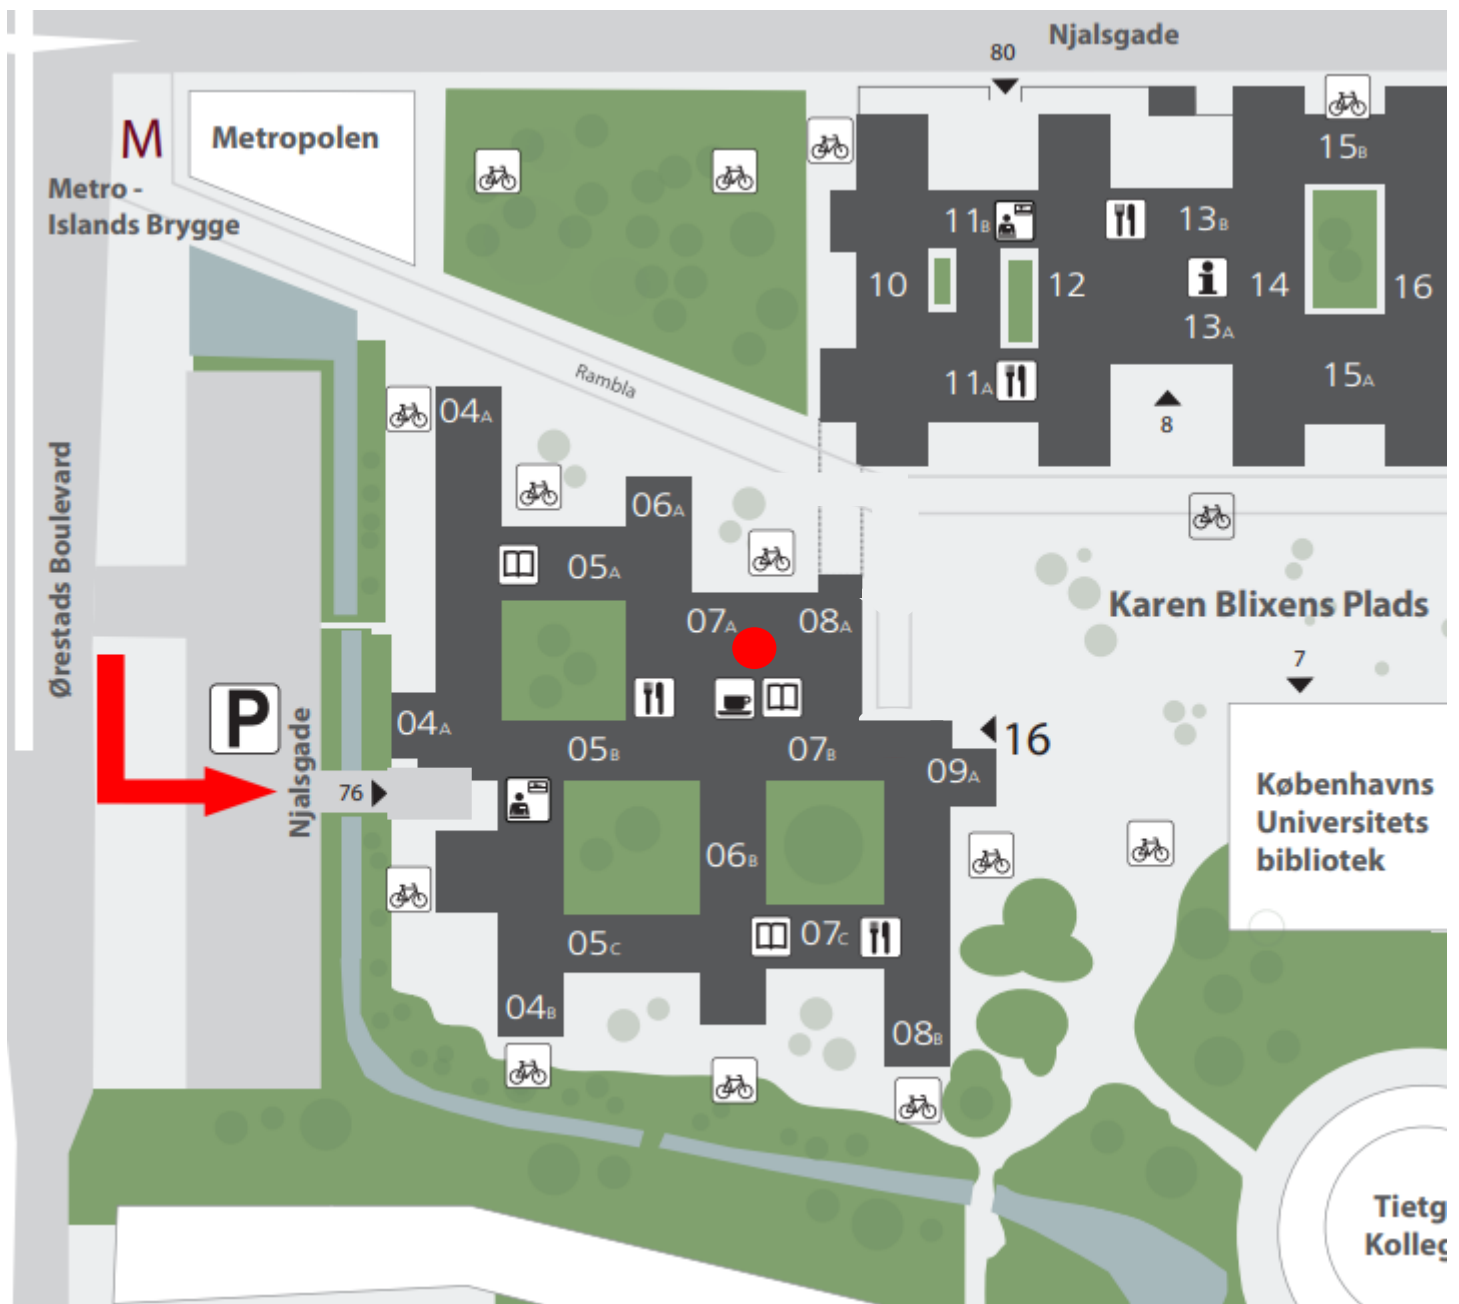 Njalsgade
80
M
Metropolen
Metro -
Islands Brygge
15B
11B
13B
10
12
14
16
13A
11A
15A
8
Rambla
04A
06A
05A
07A
08A
Karen Blixens Plads
7
Ørestads Boulevard
P
Njalsgade
04A
05B
07B
16
09A
76
Københavns
Universitets
bibliotek
06B
05C
07C
04B
08B
Tietg
Kolleg